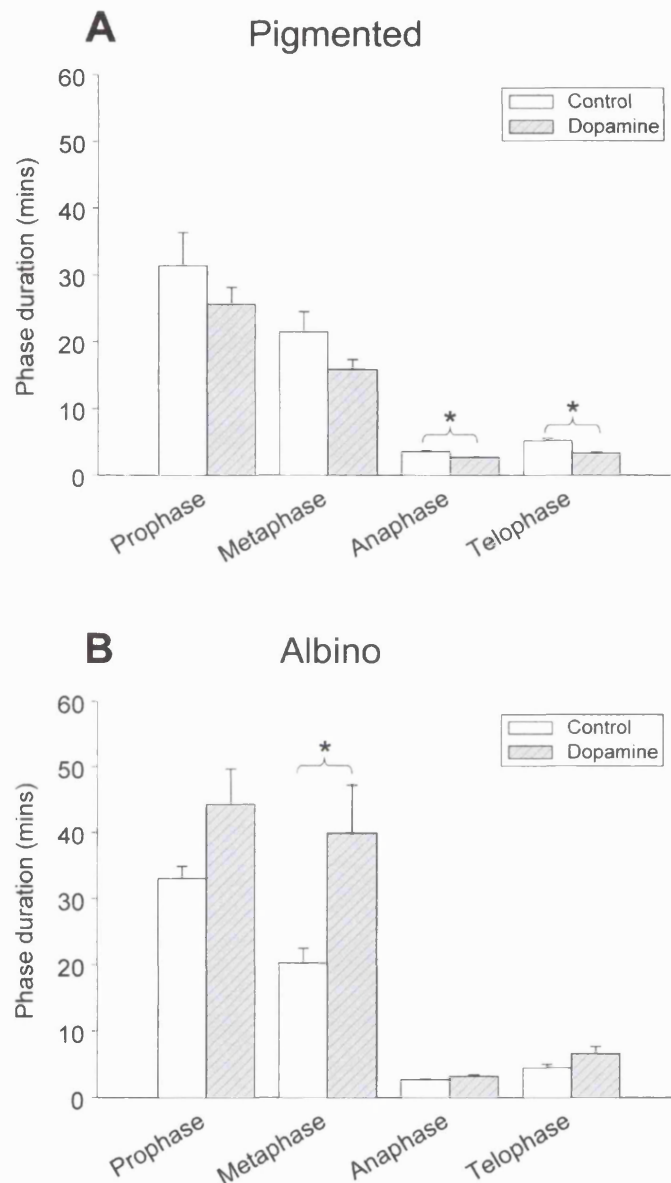 A
Pigmented
60
50
40
30
20
10
0
Phase duration (mins)
Control
Dopamine
*
*
Prophase
Metaphase
Anaphase
Telophase
B
Albino
60
50
40
30
20
10
0
Phase duration (mins)
Control
Dopamine
*
Prophase
Metaphase
Anaphase
Telophase